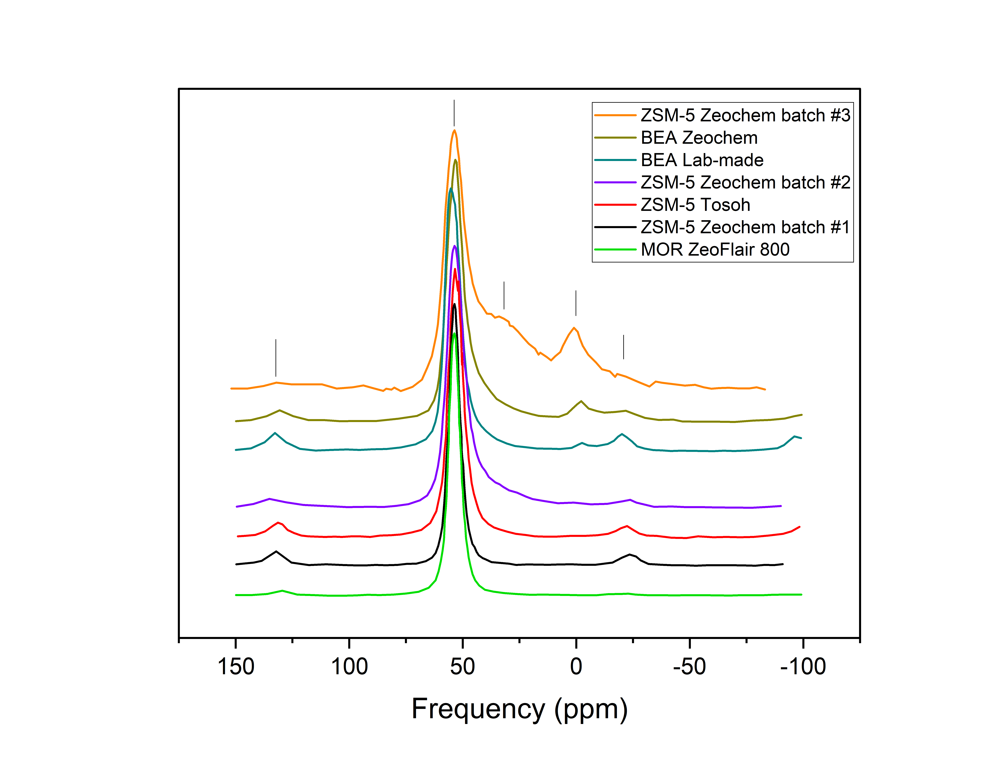 ZSM-5 Zeochem batch #3
BEA Zeochem
BEA Lab-made
ZSM-5 Zeochem batch #2
ZSM-5 Tosoh
ZSM-5 Zeochem batch #1
MOR ZeoFlair 800
150 100 50 0 -50 -100
Frequency (ppm)